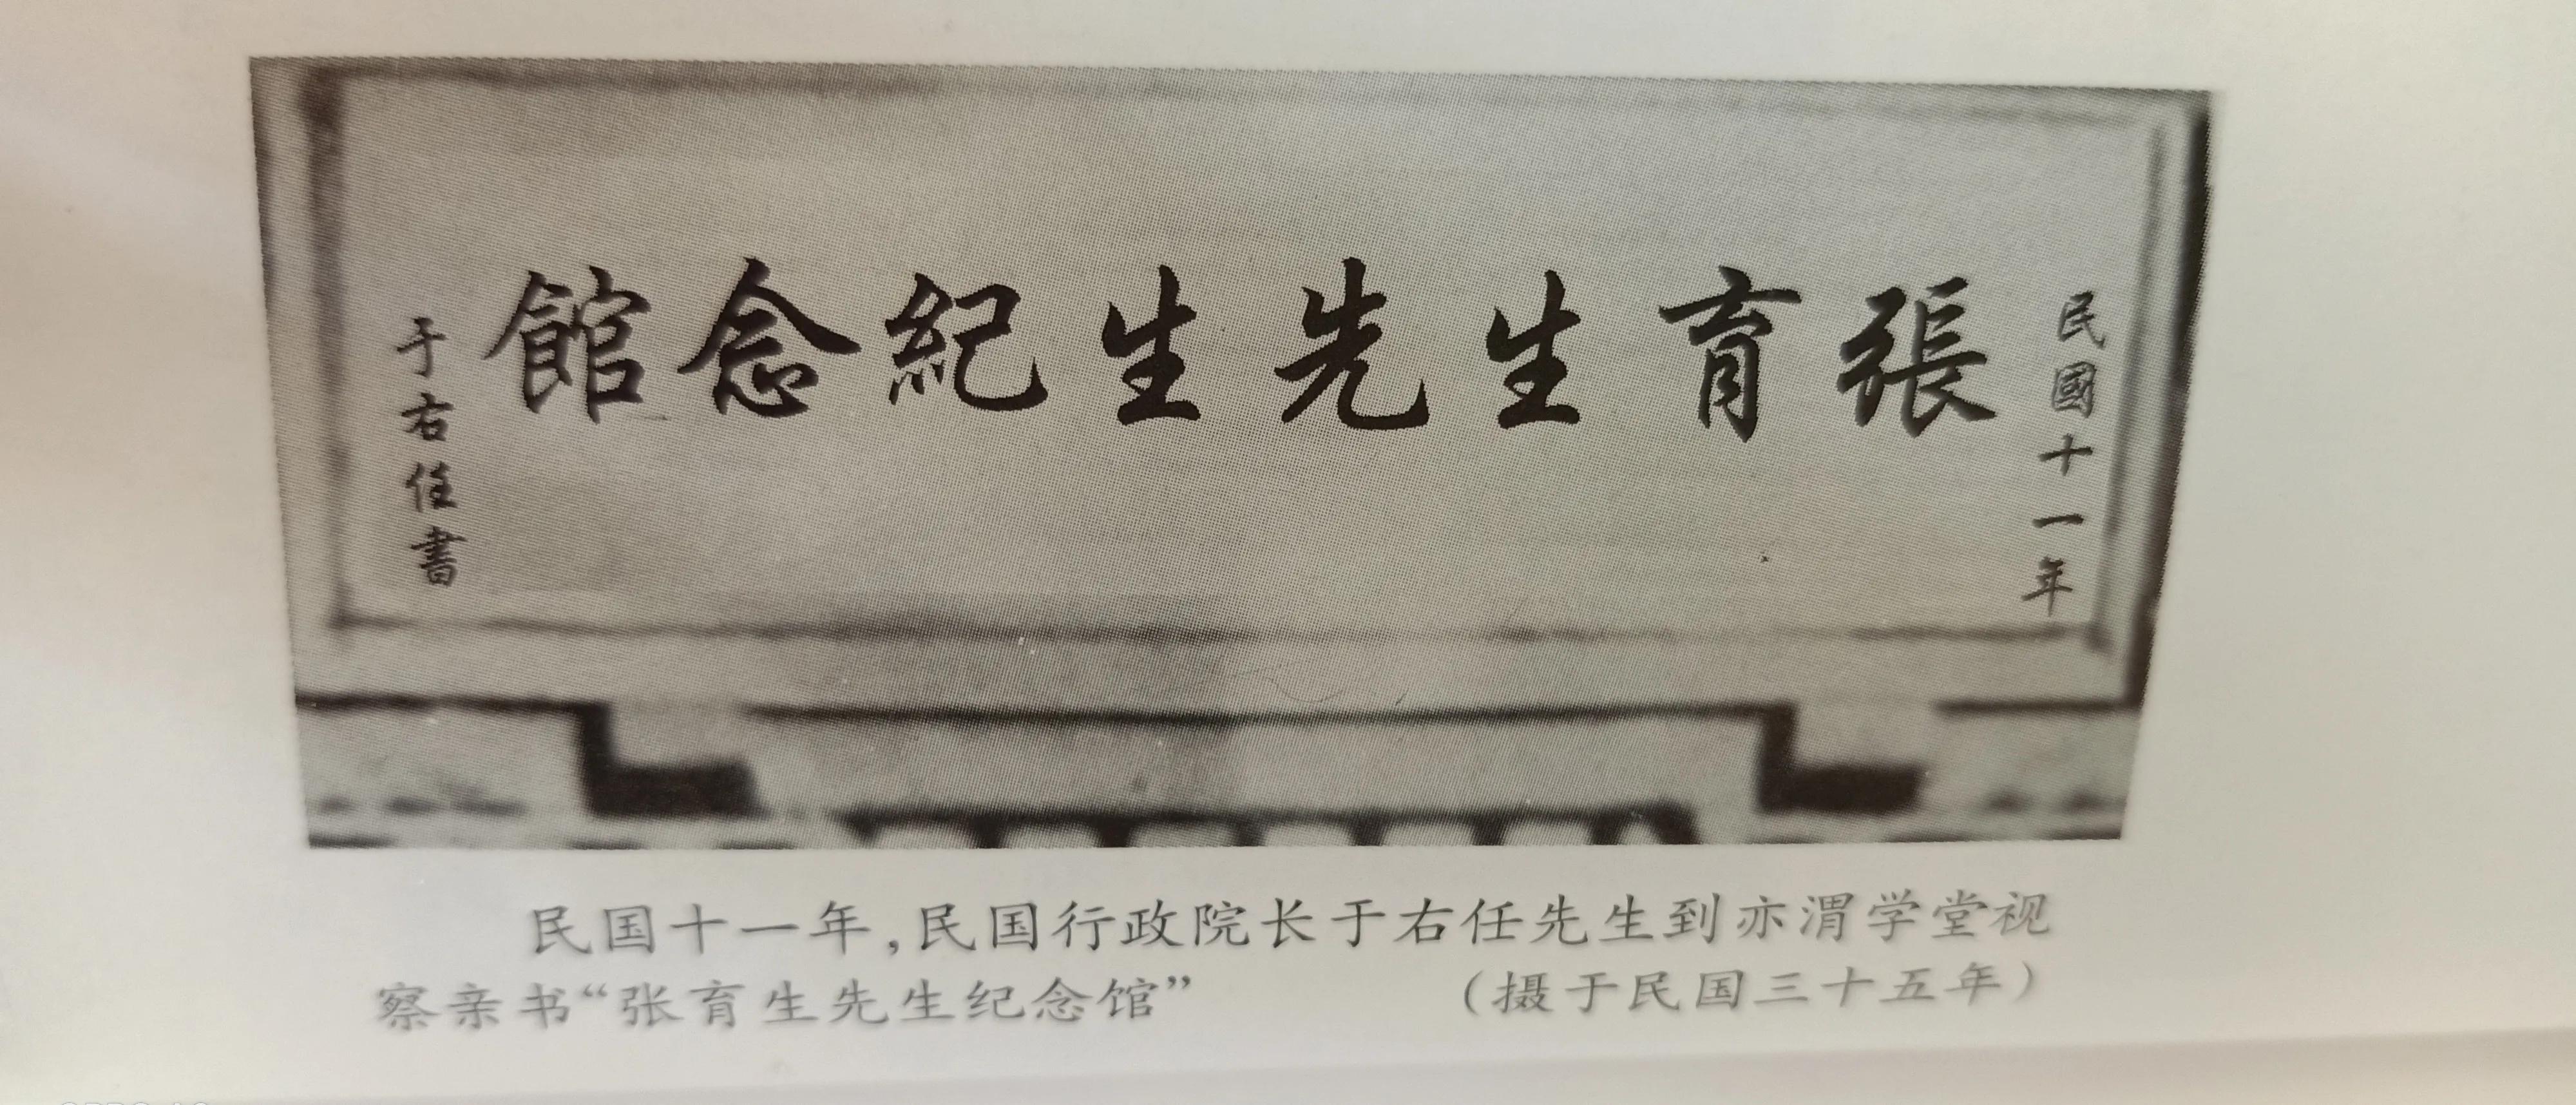 民國十一年
張育生先生紀念館
于右任書
民国十一年，民国行政院长于右任先生到亦渭学堂视
察亲书“张育生先生纪念馆”
（摄于民国三十五年）